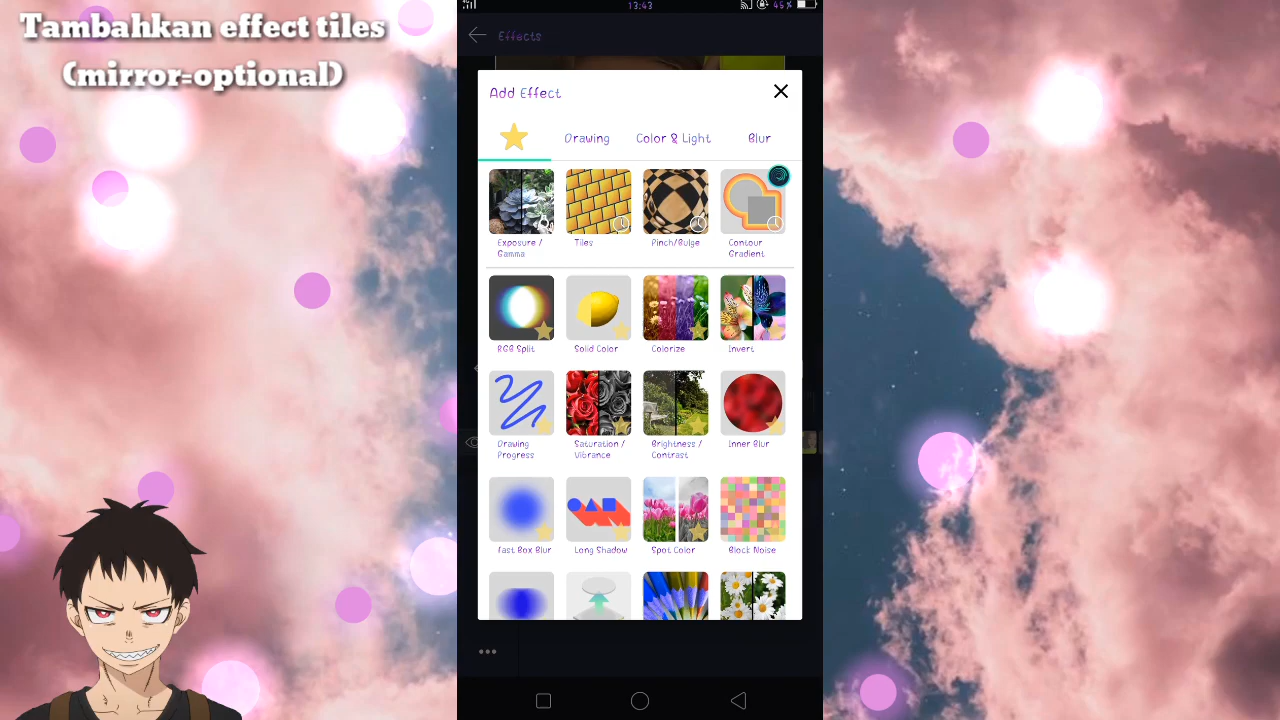 Tambahkan effect tiles
(mirror=optional)
13:43
45%
Effects
Add Effect
Drawing
Color & Light
Blur
Exposure /
Gamma
Tiles
Pinch/Bulge
Contour
Gradient
RGB Split
Solid Color
Colorize
Invert
Drawing
Progress
Saturation /
Vibrance
Brightness /
Contrast
Inner Blur
Fast Box Blur
Long Shadow
Spot Color
Block Noise